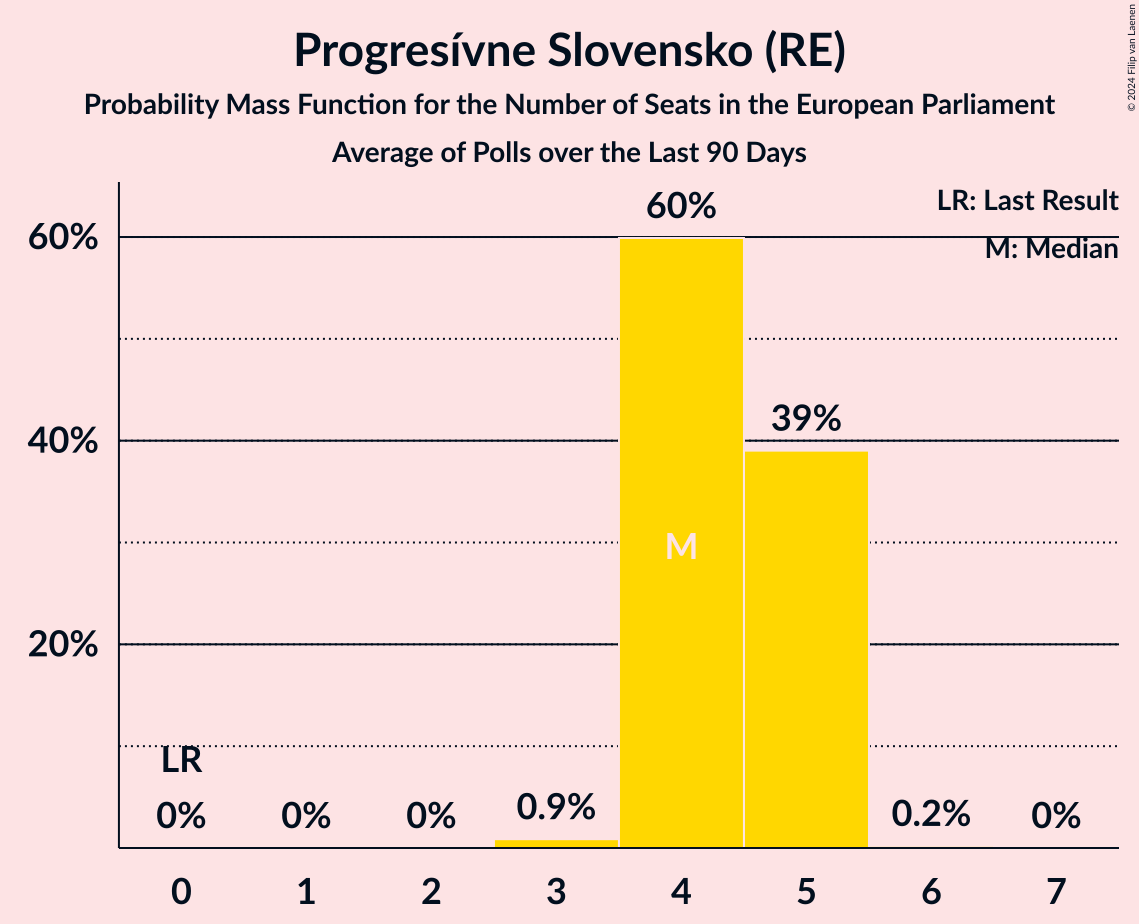 Progresívne Slovensko (RE)
Probability Mass Function for the Number of Seats in the European Parliament
Average of Polls over the Last 90 Days
© 2024 Filip van Laenen
LR: Last Result
M: Median
60%
40%
20%
60%
39%
M
LR
0%
0%
0%
0.9%
0.2%
0%
0 1 2 3 4 5 6 7